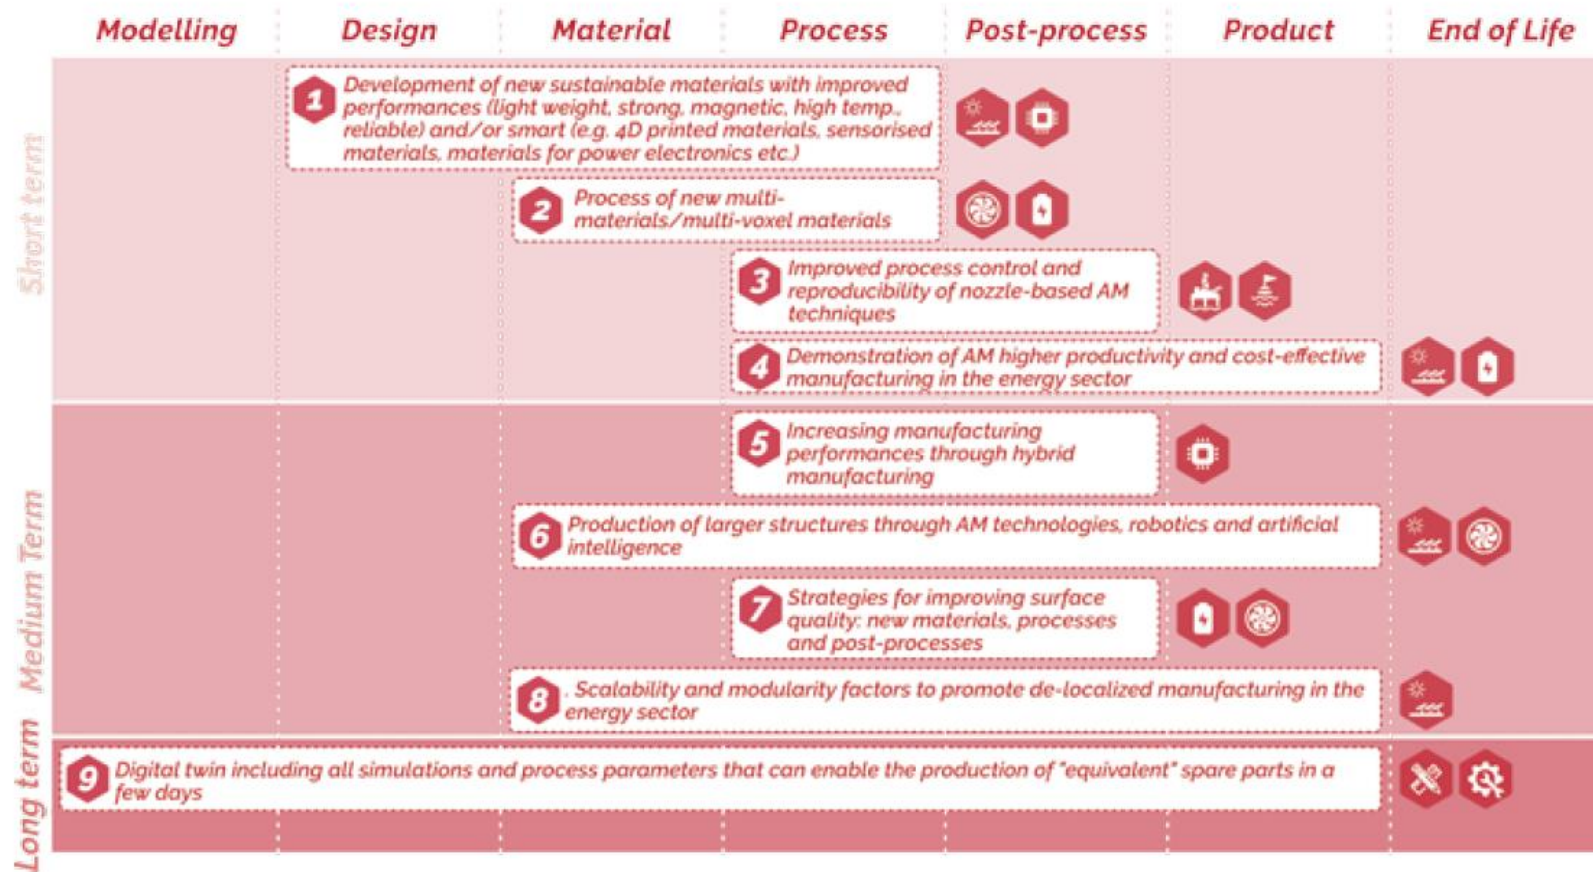 Modelling
Design
Material
Process
Post-process
Product
End of Life
Short term
1
Development of new sustainable materials with improved
performances (light weight, strong, magnetic, high temp.,
reliable) and/or smart (e.g. 4D printed materials, sensorised
materials, materials for power electronics etc.)
2
Process of new multi-
materials/multi-voxel materials
3
Improved process control and
reproducibility of nozzle-based AM
techniques
4
Demonstration of AM higher productivity and cost-effective
manufacturing in the energy sector
Medium Term
5
Increasing manufacturing
performances through hybrid
manufacturing
6
Production of larger structures through AM technologies, robotics and artificial
intelligence
7
Strategies for improving surface
quality: new materials, processes
and post-processes
8
. Scalability and modularity factors to promote de-localized manufacturing in the
energy sector
Long term
9
Digital twin including all simulations and process parameters that can enable the production of "equivalent" spare parts in a
few days